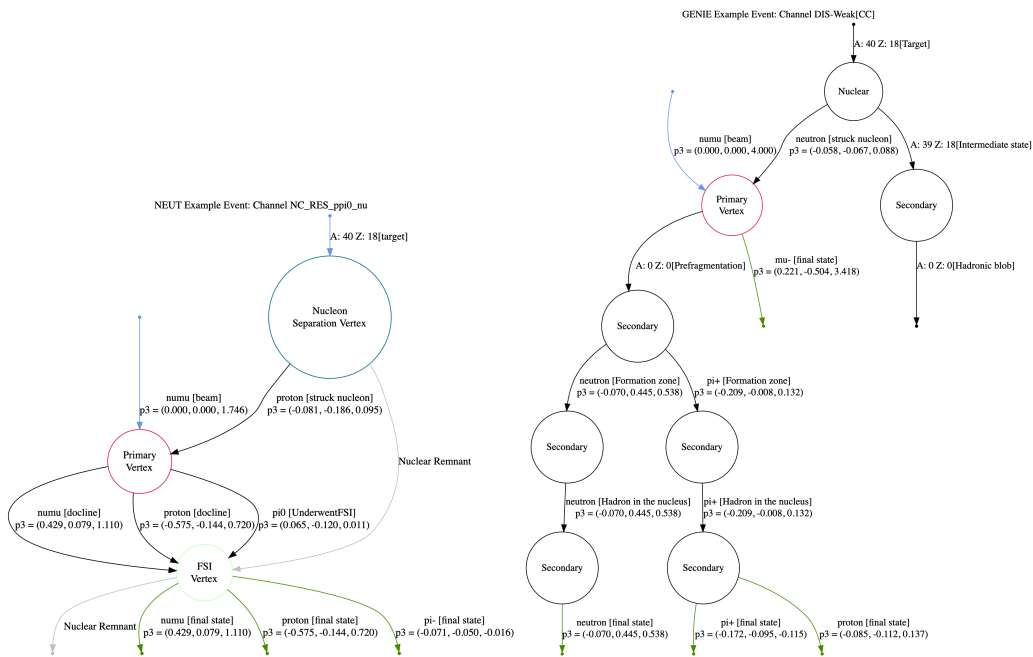 GENIE Example Event: Channel DIS-Weak[CC]
A: 40 Z: 18[Target]
Nuclear
numu [beam]
p3 = (0.000, 0.000, 4.000)
neutron [struck nucleon]
p3 = (-0.058, -0.067, 0.088)
A: 39 Z: 18[Intermediate state]
Primary
Vertex
Secondary
A: 0 Z: 0[Prefragmentation]
mu- [final state]
p3 = (0.221, -0.504, 3.418)
A: 0 Z: 0[Hadronic blob]
Secondary
neutron [Formation zone]
p3 = (-0.070, 0.445, 0.538)
pi+ [Formation zone]
p3 = (-0.209, -0.008, 0.132)
Secondary
Secondary
neutron [Hadron in the nucleus]
p3 = (-0.070, 0.445, 0.538)
pi+ [Hadron in the nucleus]
p3 = (-0.209, -0.008, 0.132)
Secondary
Secondary
neutron [final state]
p3 = (-0.070, 0.445, 0.538)
pi+ [final state]
p3 = (-0.172, -0.095, -0.115)
proton [final state]
p3 = (-0.085, -0.112, 0.137)
NEUT Example Event: Channel NC_RES_ppi0_nu
A: 40 Z: 18[target]
Nucleon
Separation Vertex
numu [beam]
p3 = (0.000, 0.000, 1.746)
proton [struck nucleon]
p3 = (-0.081, -0.186, 0.095)
Primary
Vertex
Nuclear Remnant
numu [docline]
p3 = (0.429, 0.079, 1.110)
proton [docline]
p3 = (-0.575, -0.144, 0.720)
pi0 [UnderwentFSI]
p3 = (0.065, -0.120, 0.011)
FSI
Vertex
Nuclear Remnant
numu [final state]
p3 = (0.429, 0.079, 1.110)
proton [final state]
p3 = (-0.575, -0.144, 0.720)
pi- [final state]
p3 = (-0.071, -0.050, -0.016)